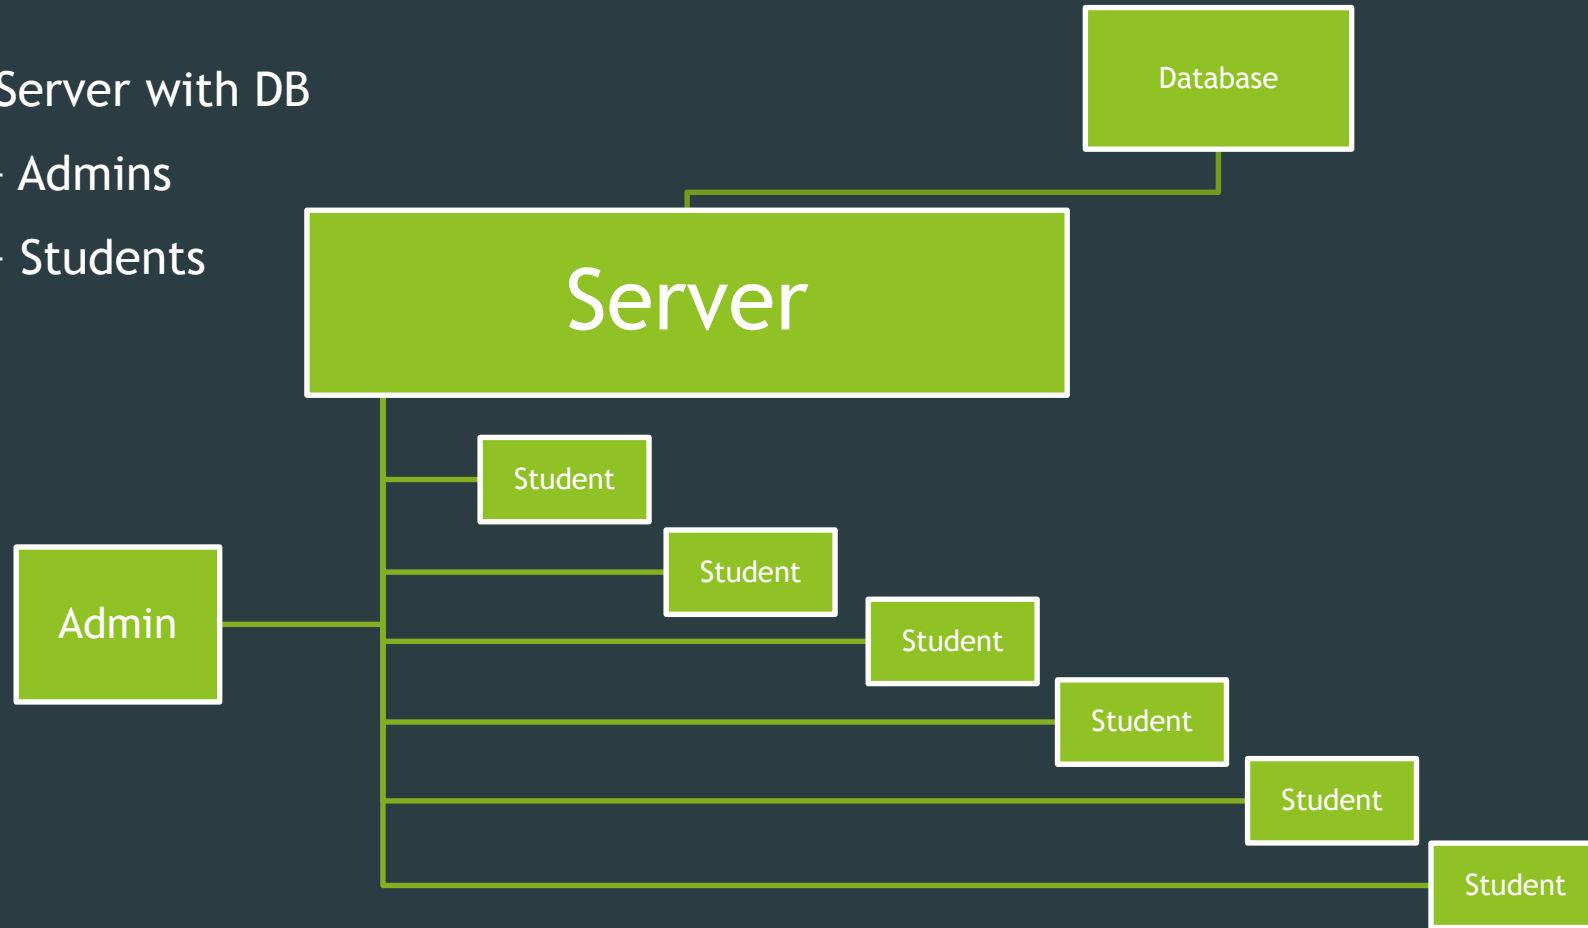 Server with DB
- Admins
- Students
Database
Server
Student
Student
Admin
Student
Student
Student
Student